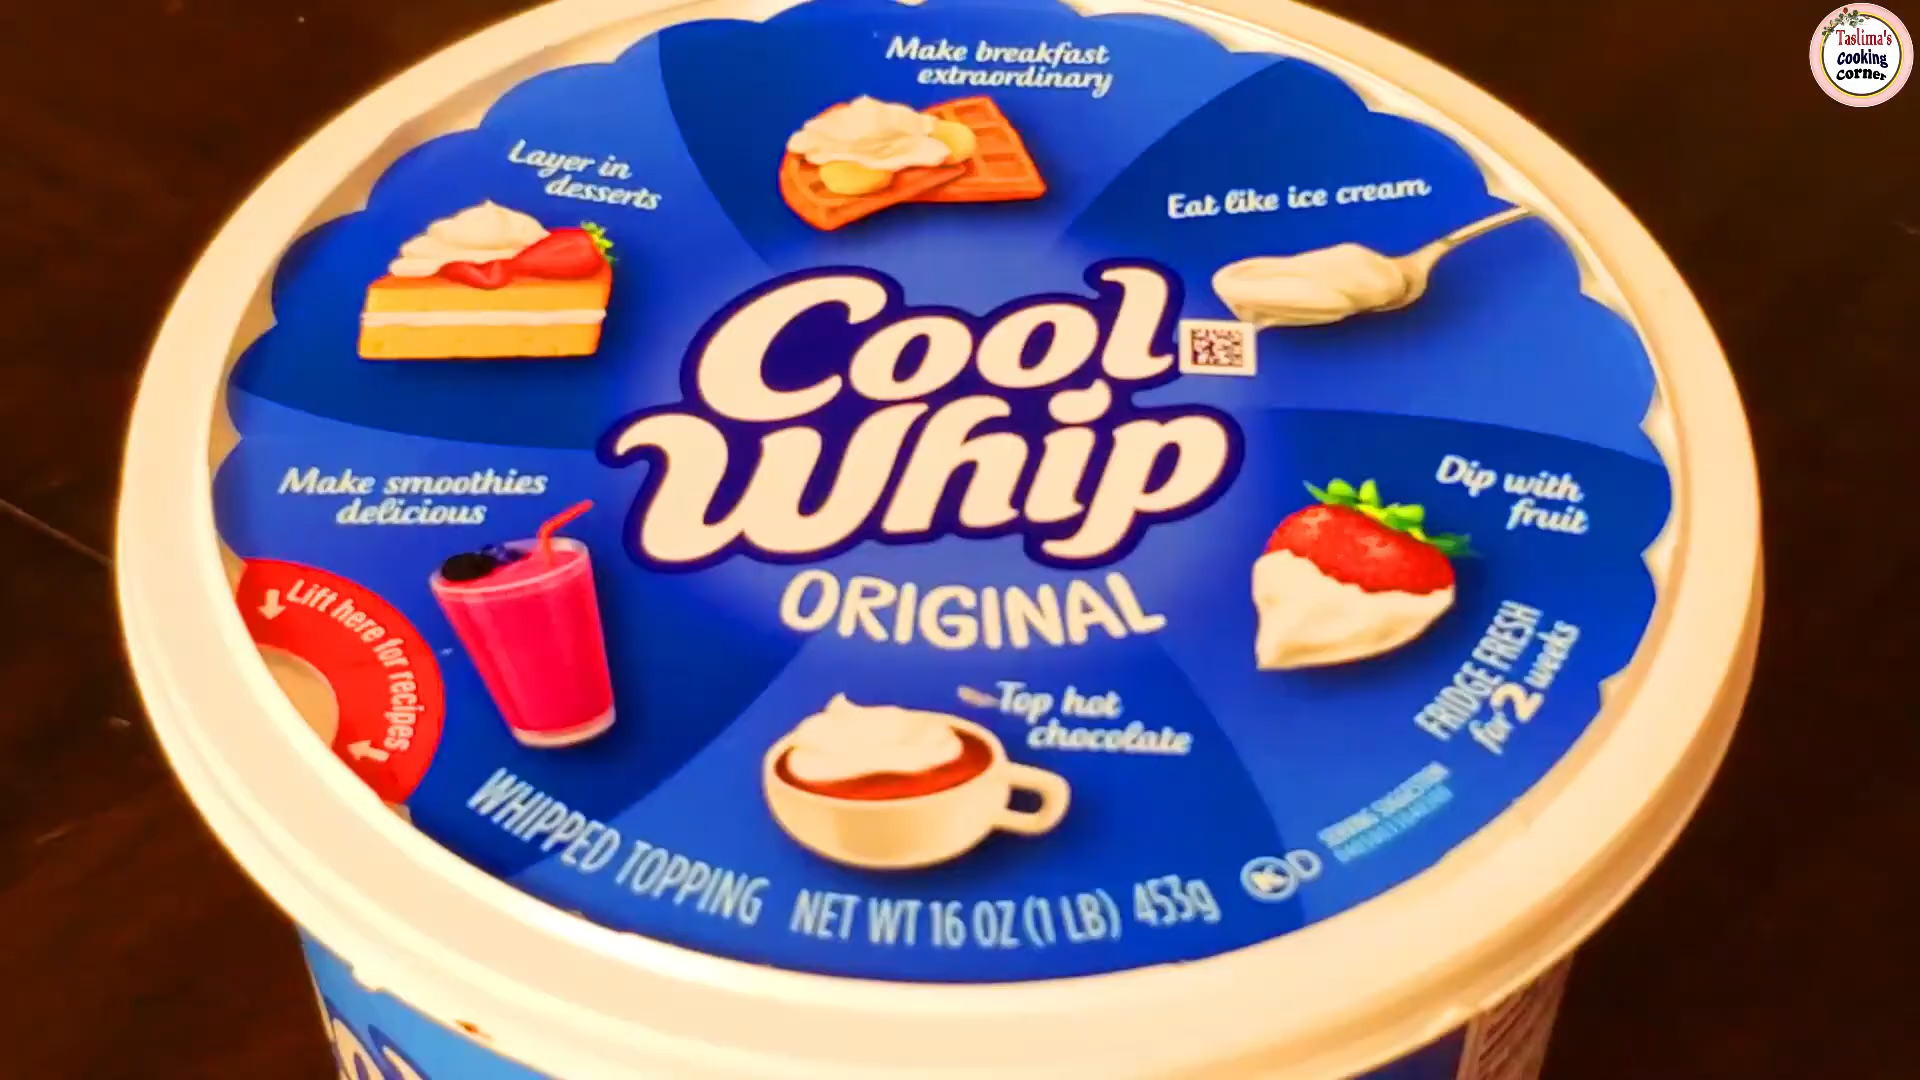 Taslima's
Cooking
Corner
Make breakfast
extraordinary
Layer in
desserts
Eat like ice cream
Cool
Whip
ORIGINAL
Make smoothies
delicious
Dip with
fruit
Lift here for recipes
Top hot
chocolate
FRIDGE FRESH
for 2 weeks
WHIPPED TOPPING NET WT 16 OZ (1 LB) 453g
K D
SERVING SUGGESTION